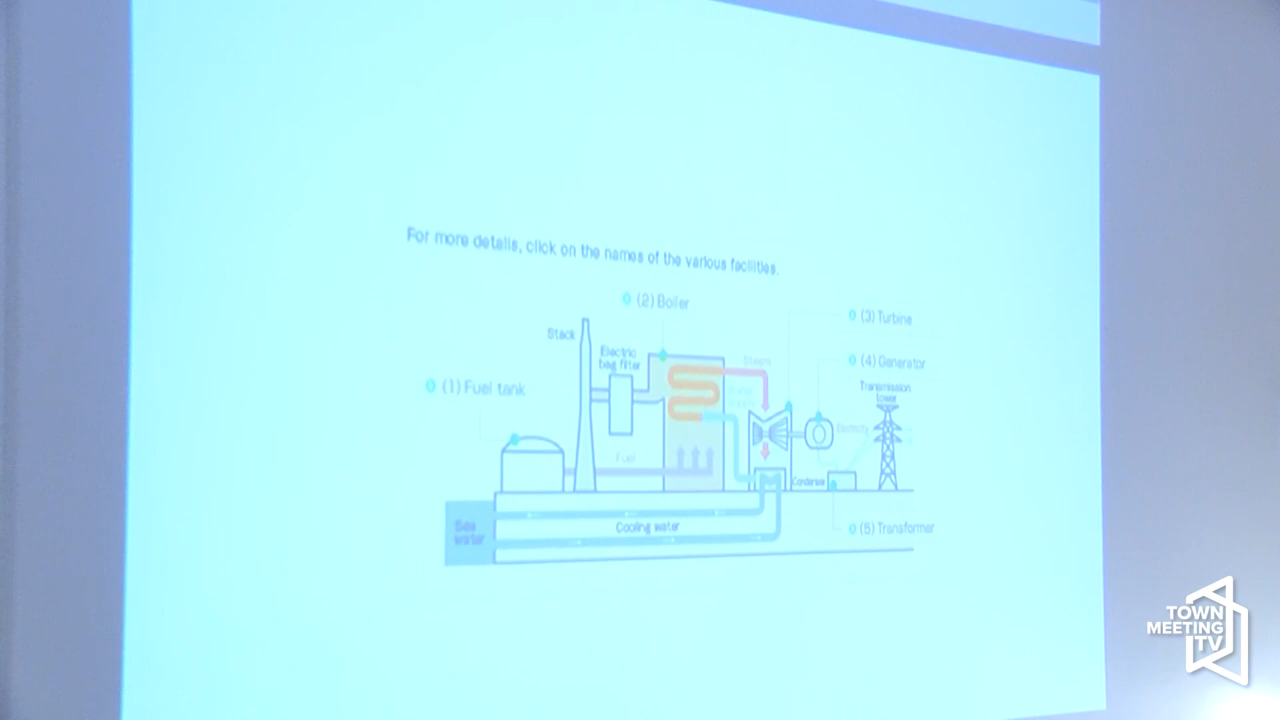 For more details, click on the names of the various facilities.
(2) Boiler
(3) Turbine
Stack
Electric
bag filter
Steam
(4) Generator
(1) Fuel tank
Transmission
tower
Electricity
Fuel
Condenser
Sea
water
Cooling water
(5) Transformer
TOWN
MEETING
TV